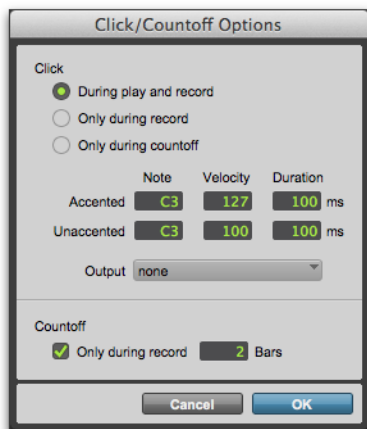 Click/Countoff Options
Click
During play and record
Only during record
Only during countoff
Note Velocity Duration
Accented C3 127 100 ms
Unaccented C3 100 100 ms
Output none
Countoff
Only during record 2 Bars
Cancel OK